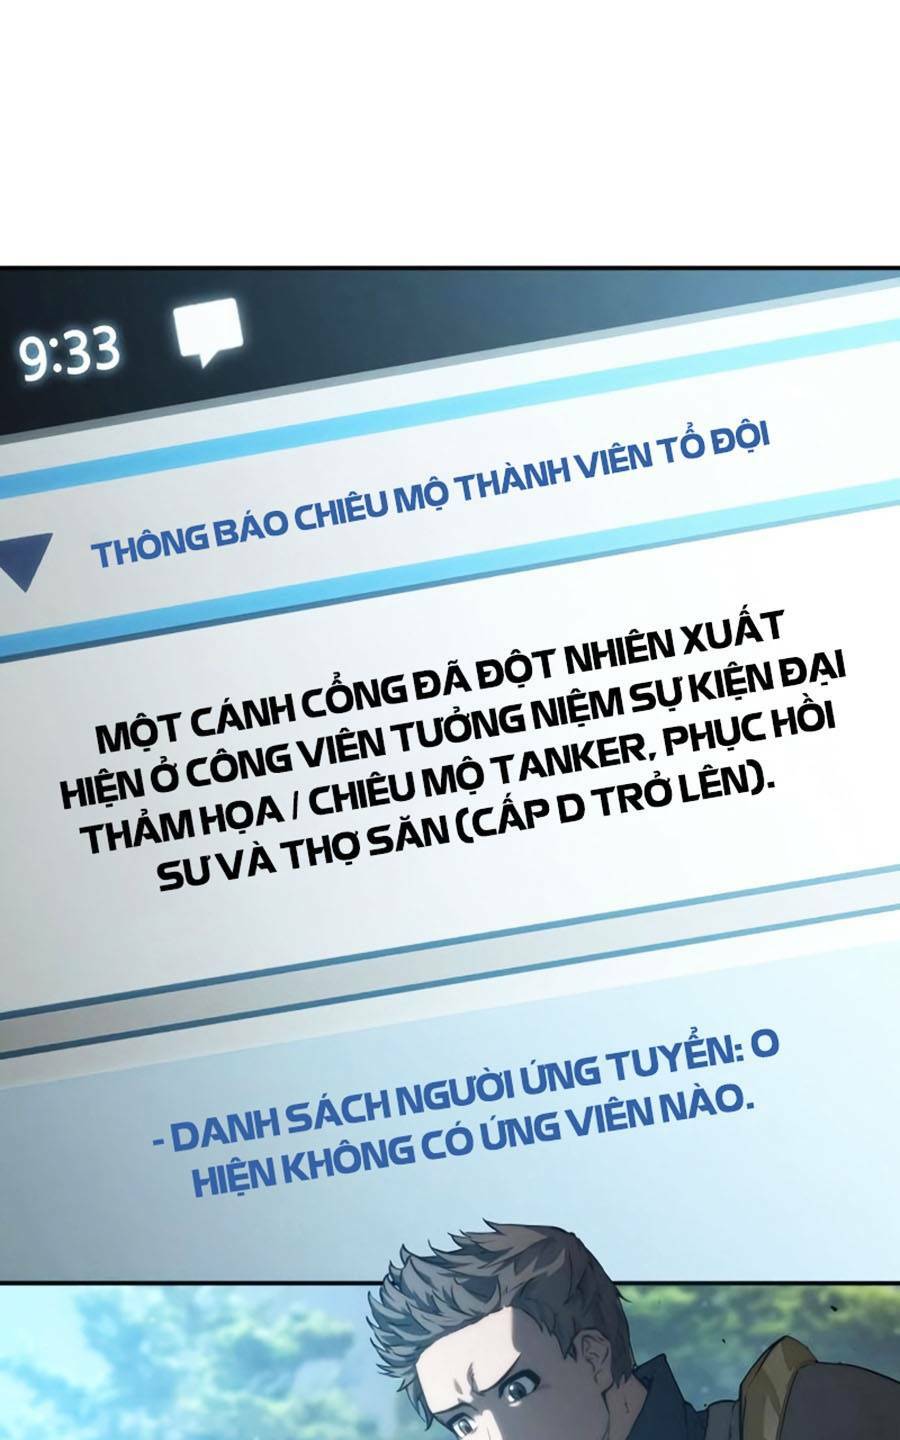 9:33
THÔNG BÁO CHIÊU MỘ THÀNH VIÊN TỔ ĐỘI
MỘT CÁNH CỔNG ĐÃ ĐỘT NHIÊN XUẤT
HIỆN Ở CÔNG VIÊN TƯỞNG NIỆM SỰ KIỆN ĐẠI
THẢM HỌA / CHIÊU MỘ TANKER, PHỤC HỒI
SƯ VÀ THỢ SĂN (CẤP D TRỞ LÊN).
- DANH SÁCH NGƯỜI ỨNG TUYỂN: 0
HIỆN KHÔNG CÓ ỨNG VIÊN NÀO.